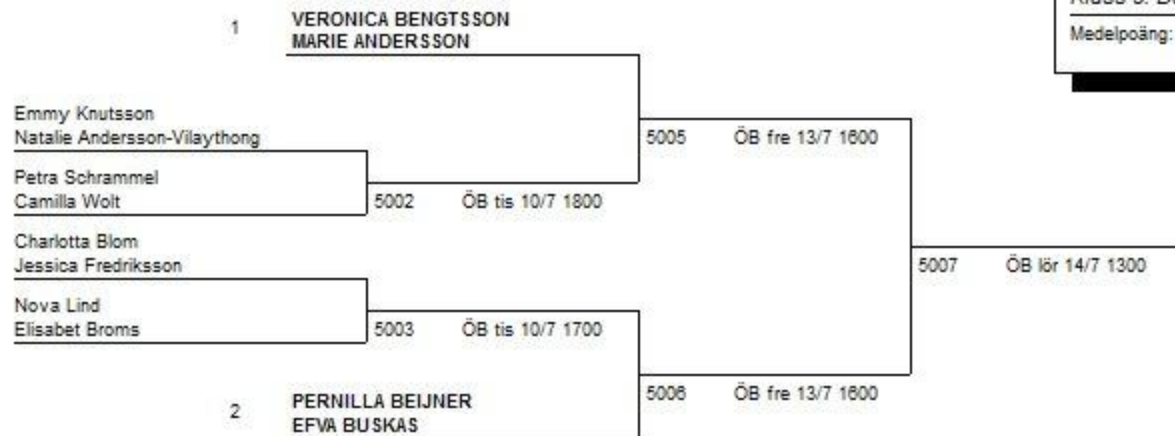 1 VERONICA BENGTSSON
MARIE ANDERSSON
Medelpoäng:
Emmy Knutsson
Natalie Andersson-Vilaythong
5005 ÖB fre 13/7 1600
Petra Schrammel
Camilla Wolt
5002 ÖB tis 10/7 1800
Charlotta Blom
Jessica Fredriksson
5007 ÖB lör 14/7 1300
Nova Lind
Elisabet Broms
5003 ÖB tis 10/7 1700
5006 ÖB fre 13/7 1600
2 PERNILLA BEIJNER
EFVA BUSKAS